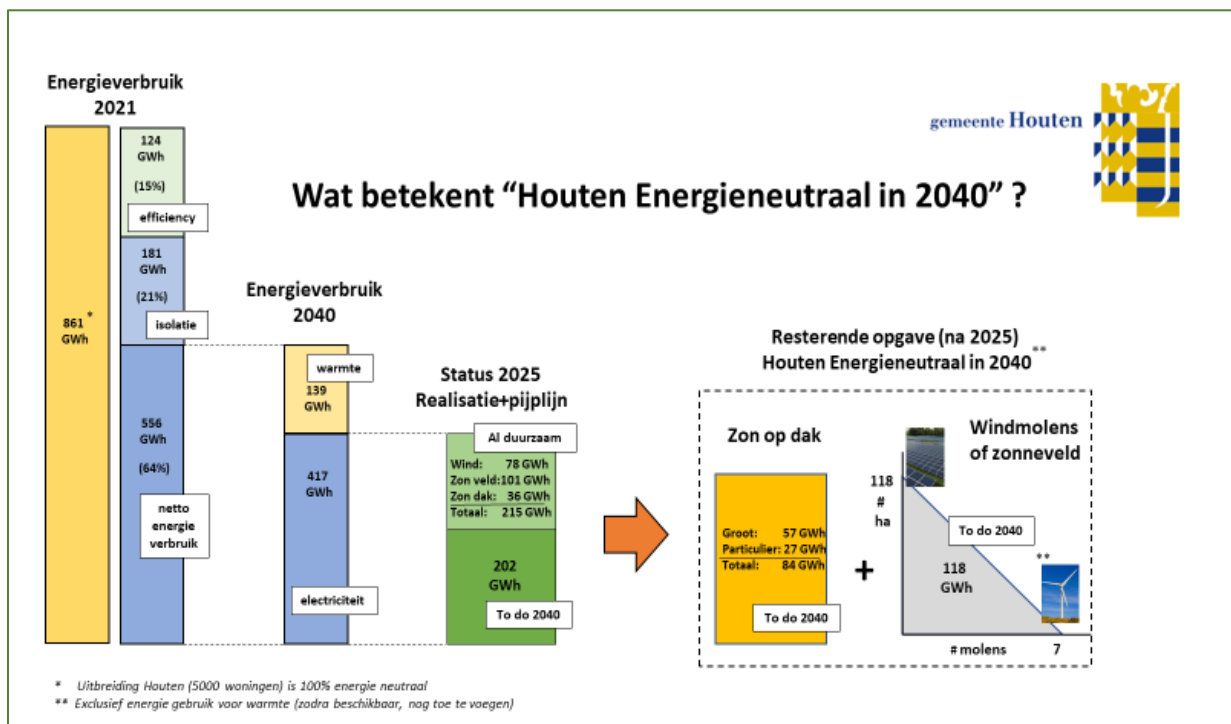 Energieverbruik
2021
124
GWh
(15%)
efficiency
181
GWh
(21%)
isolatie
861 *
GWh
556
GWh
(64%)
netto
energie
verbruik
gemeente Houten
Wat betekent “Houten Energieneutraal in 2040” ?
Energieverbruik
2040
warmte
139
GWh
417
GWh
electriciteit
Status 2025
Realisatie+pijplijn
Al duurzaam
Wind: 78 GWh
Zon veld:101 GWh
Zon dak: 36 GWh
Totaal: 215 GWh
202
GWh
To do 2040
Resterende opgave (na 2025)
Houten Energieneutraal in 2040 **
Zon op dak
Groot: 57 GWh
Particulier: 27 GWh
Totaal: 84 GWh
To do 2040
+
Windmolens
of zonneveld
118
#
ha
To do 2040
**
118
GWh
# molens 7
* Uitbreiding Houten (5000 woningen) is 100% energie neutraal
** Exclusief energie gebruik voor warmte (zodra beschikbaar, nog toe te voegen)